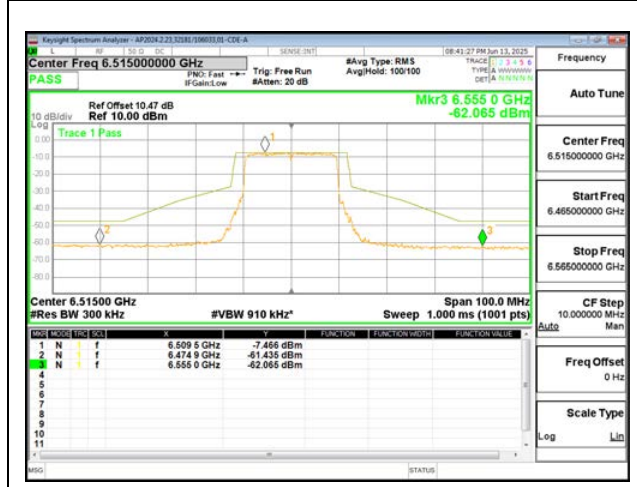 Keysight Spectrum Analyzer - AP2024.2.23,32181/106033,01-CDE-A
L RF 50 Ω DC SENSE:INT 08:41:27 PM Jun 13, 2025
Center Freq 6.515000000 GHz
PASS
PNO: Fast
IFGain:Low
Trig: Free Run
#Atten: 20 dB
#Avg Type: RMS
Avg|Hold: 100/100
TRACE 1 2 3 4 5 6
TYPE A WWWWW
DET A N N N N N
Frequency
Auto Tune
Center Freq
6.515000000 GHz
Start Freq
6.465000000 GHz
Stop Freq
6.565000000 GHz
CF Step
10.000000 MHz
Auto Man
Freq Offset
0 Hz
Scale Type
Log Lin
Mkr3 6.555 0 GHz
-62.065 dBm
Ref Offset 10.47 dB
10 dB/div Ref 10.00 dBm
Log
Trace 1 Pass
0.00
-10.0
-20.0
-30.0
-40.0
-50.0
-60.0
-70.0
-80.0
1
2
3
Center 6.51500 GHz Span 100.0 MHz
#Res BW 300 kHz #VBW 910 kHz* Sweep 1.000 ms (1001 pts)
MKR MODE TRC SCL X Y FUNCTION FUNCTION WIDTH FUNCTION VALUE
1 N 1 f 6.509 5 GHz -7.466 dBm
2 N 1 f 6.474 9 GHz -61.435 dBm
3 N 1 f 6.555 0 GHz -62.065 dBm
4
5
6
7
8
9
10
11
MSG STATUS